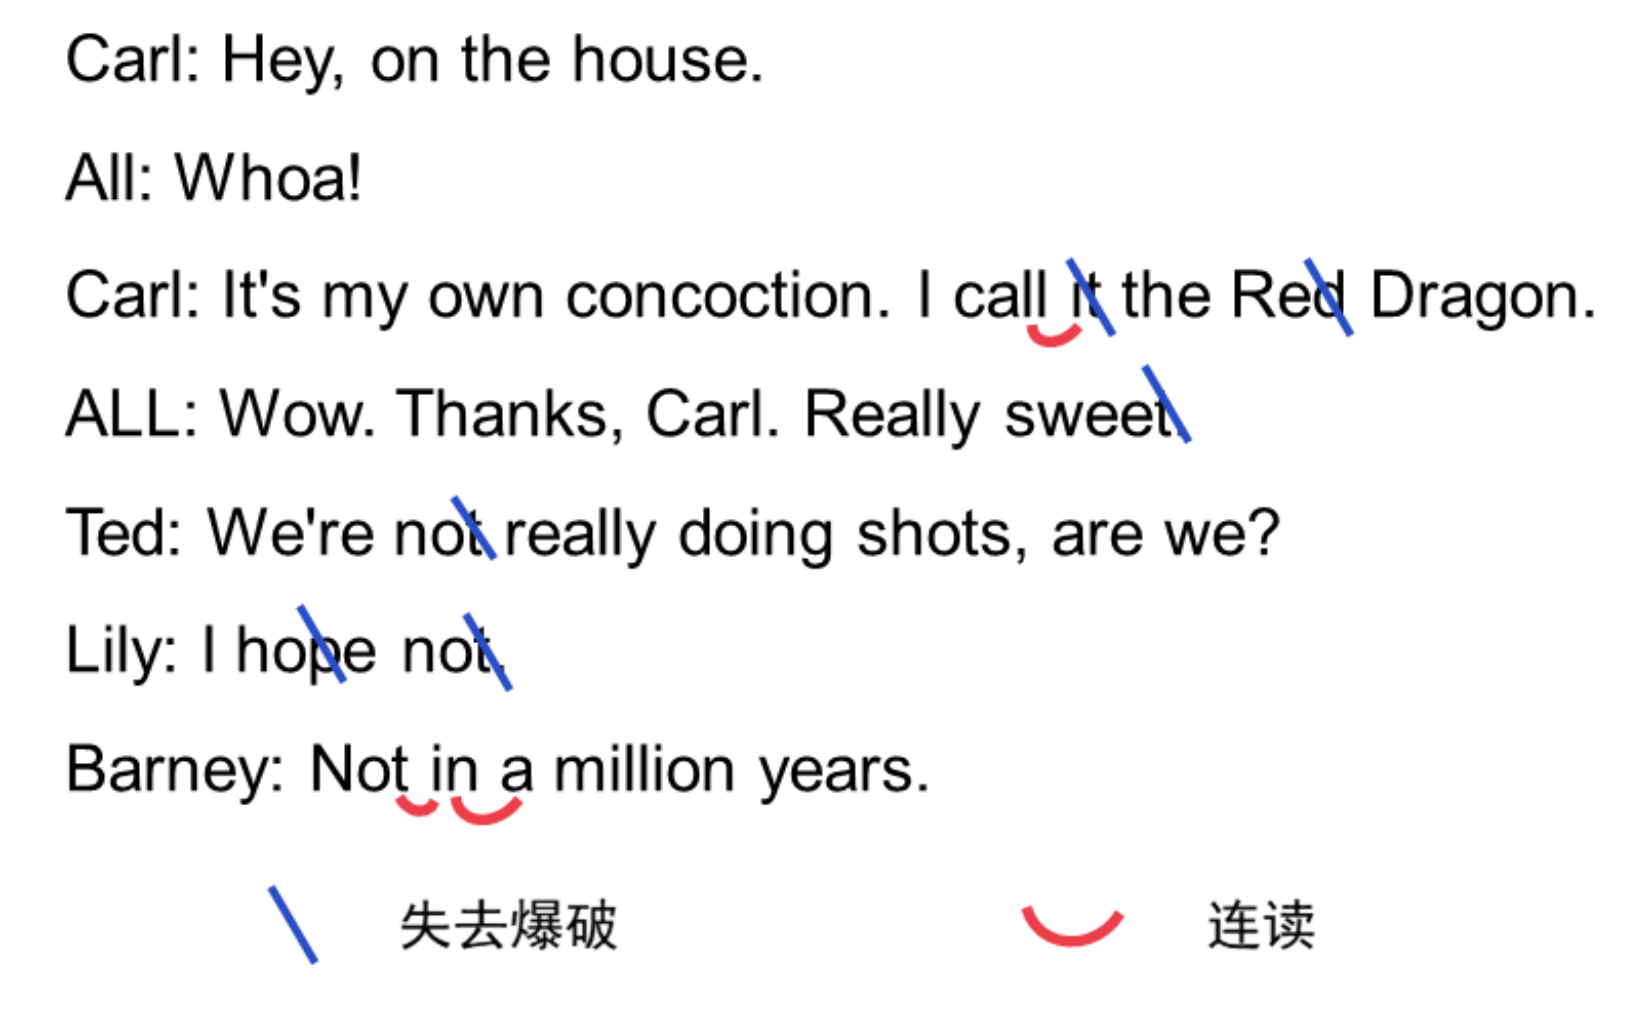 Carl: Hey, on the house.
All: Whoa!
Carl: It's my own concoction. I call it the Red Dragon.
ALL: Wow. Thanks, Carl. Really sweet.
Ted: We're not really doing shots, are we?
Lily: I hope not.
Barney: Not in a million years.
失去爆破 连读